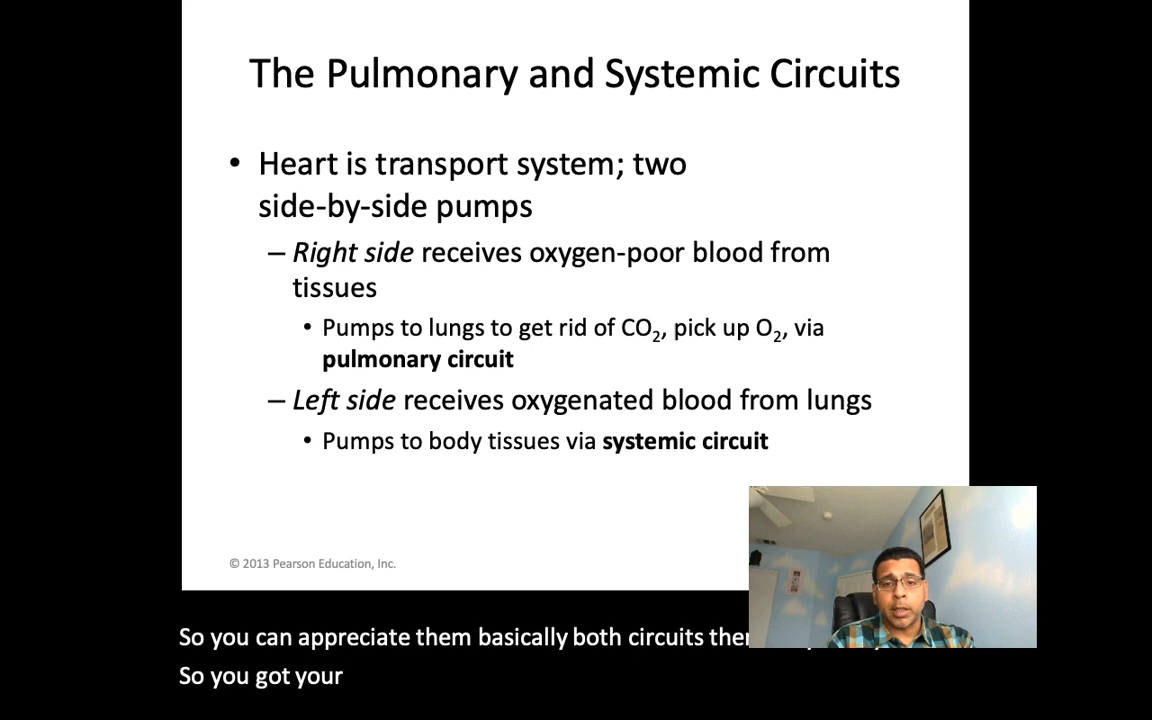 The Pulmonary and Systemic Circuits
• Heart is transport system; two
side-by-side pumps
– Right side receives oxygen-poor blood from
tissues
• Pumps to lungs to get rid of CO₂, pick up O₂, via
pulmonary circuit
– Left side receives oxygenated blood from lungs
• Pumps to body tissues via systemic circuit
© 2013 Pearson Education, Inc.
So you can appreciate them basically both circuits
So you got your